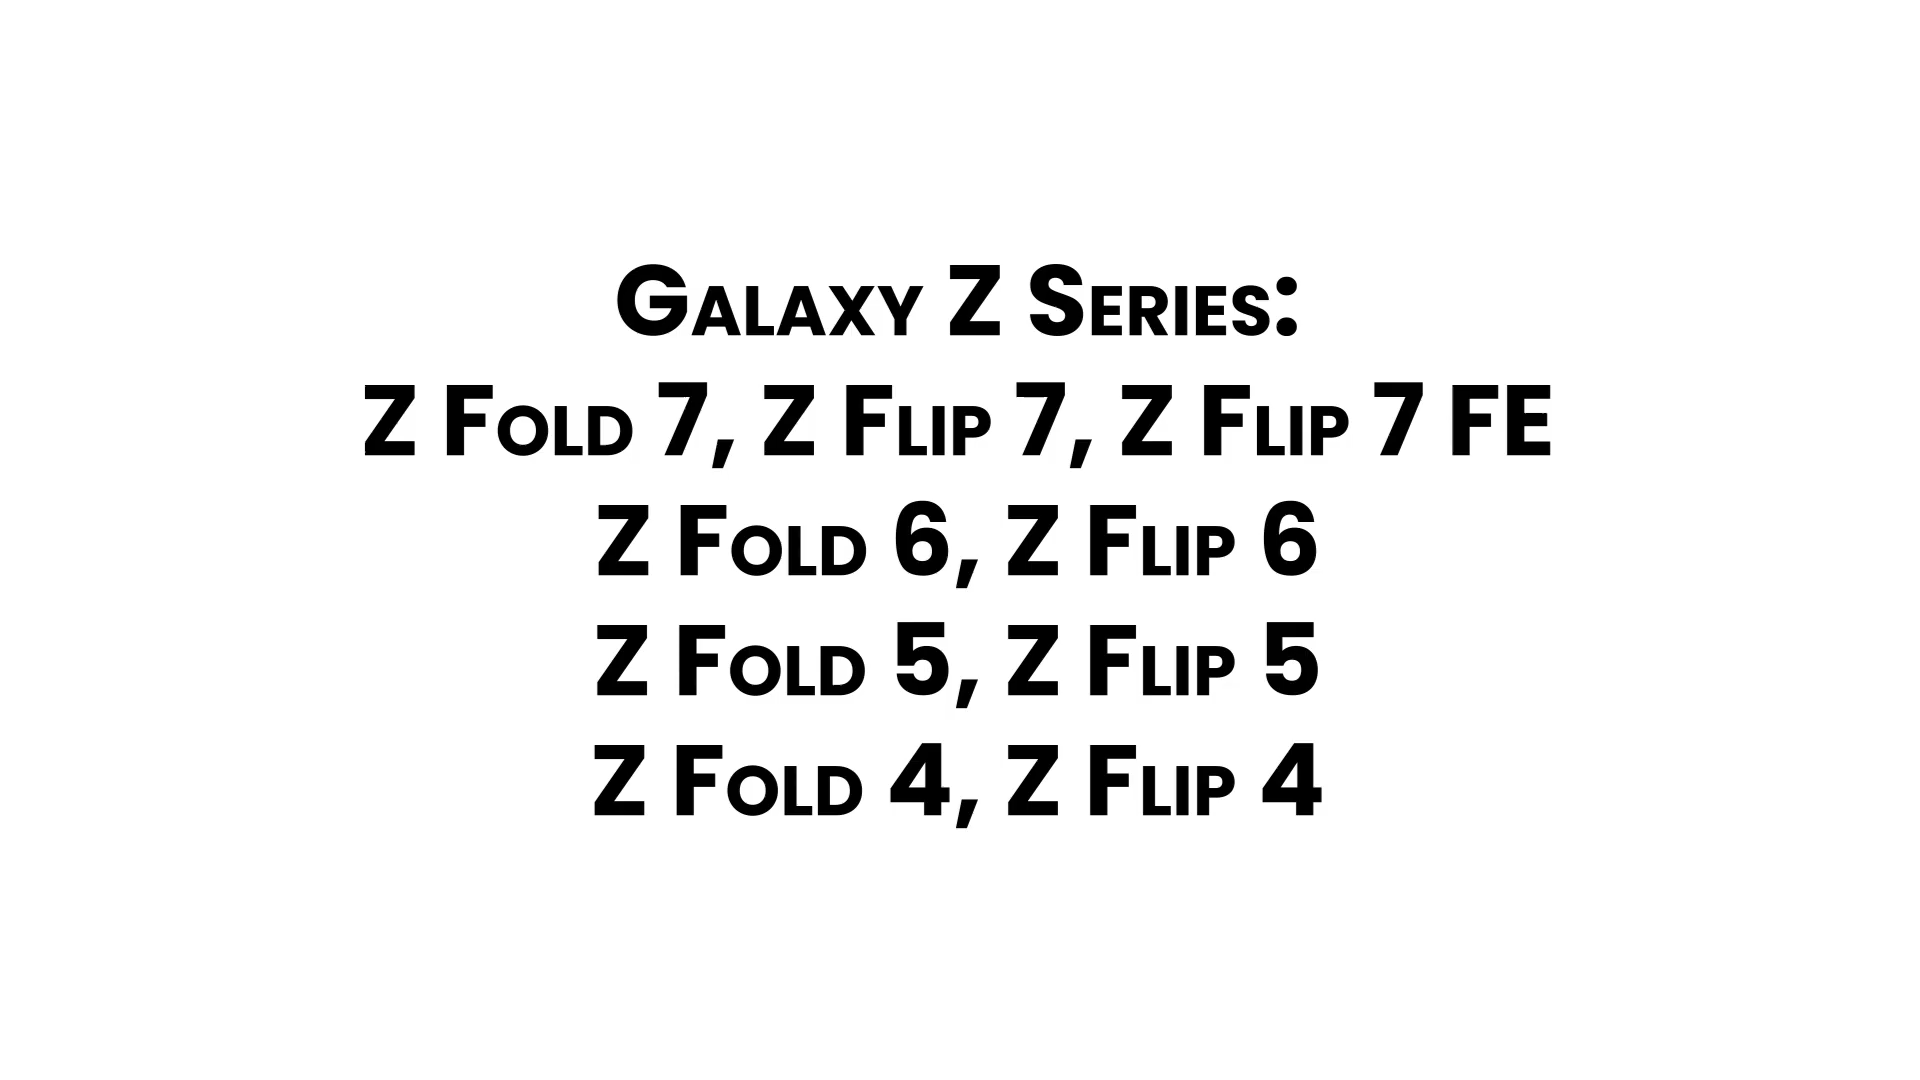 Galaxy Z Series:
Z Fold 7, Z Flip 7, Z Flip 7 FE
Z Fold 6, Z Flip 6
Z Fold 5, Z Flip 5
Z Fold 4, Z Flip 4